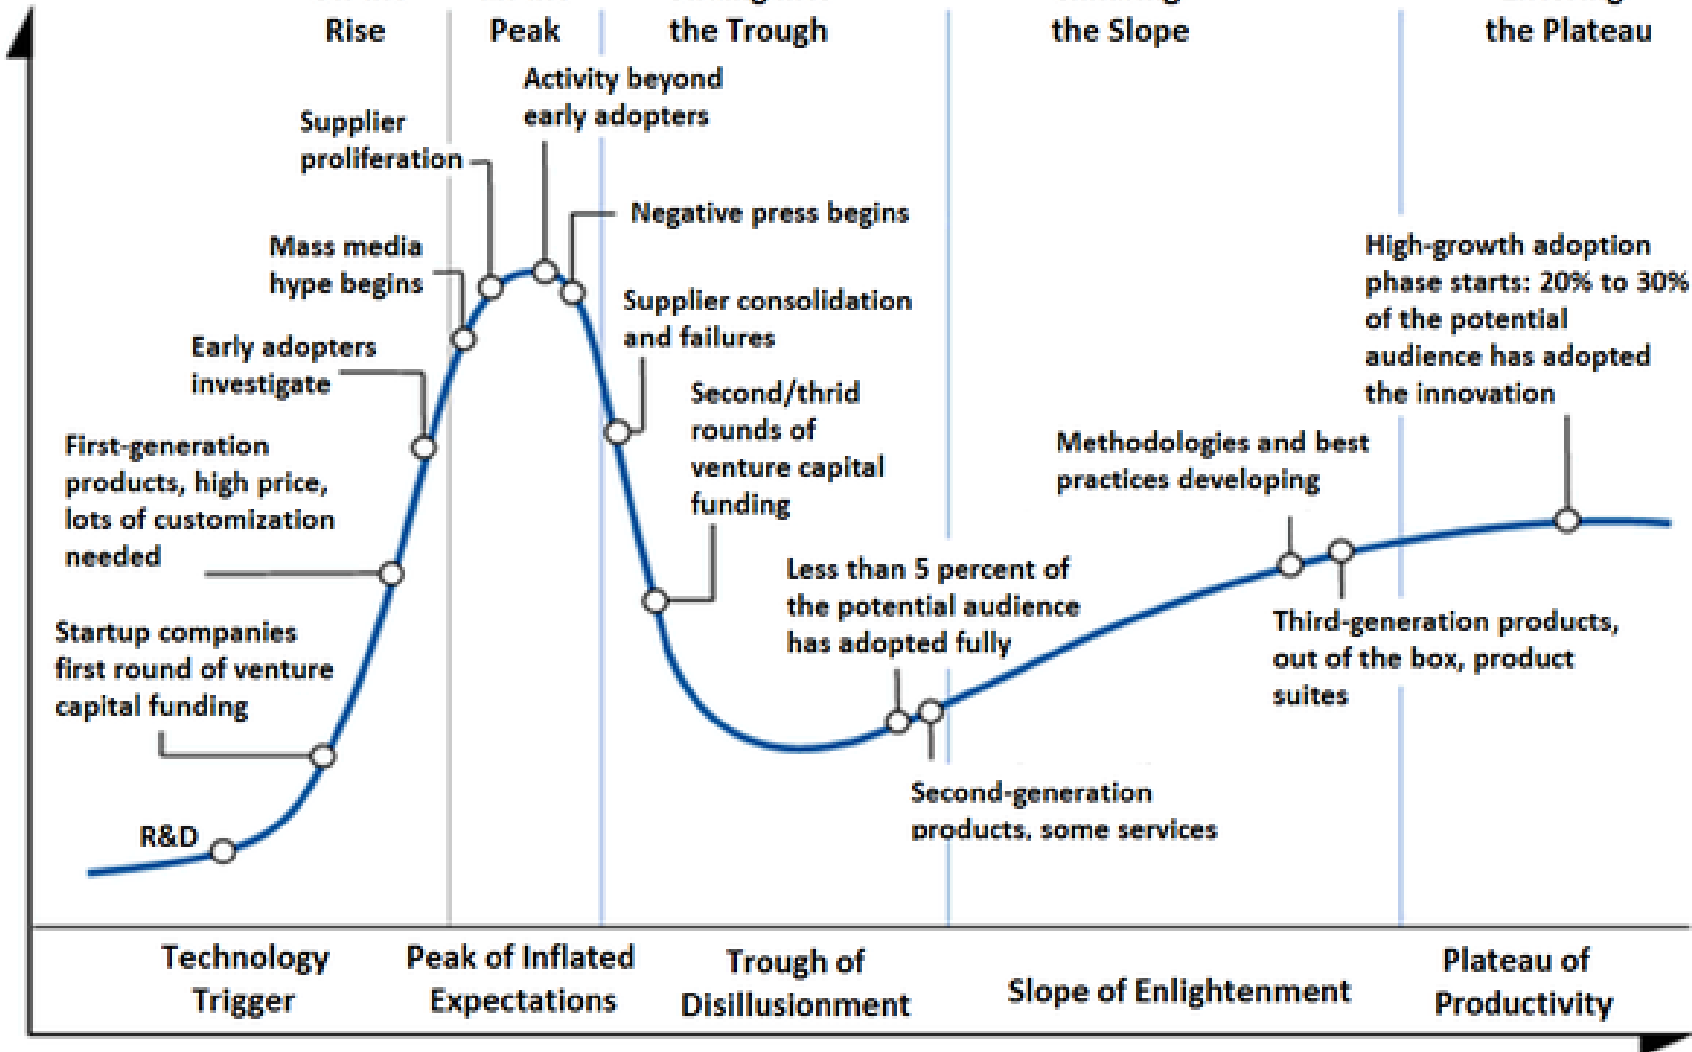 Rise
Peak
the Trough
the Slope
the Plateau
Activity beyond
early adopters
Supplier
proliferation
Negative press begins
Mass media
hype begins
High-growth adoption
phase starts: 20% to 30%
of the potential
audience has adopted
the innovation
Supplier consolidation
and failures
Early adopters
investigate
Second/thrid
rounds of
venture capital
funding
First-generation
products, high price,
lots of customization
needed
Methodologies and best
practices developing
Less than 5 percent of
the potential audience
has adopted fully
Startup companies
first round of venture
capital funding
Third-generation products,
out of the box, product
suites
Second-generation
products, some services
R&D
Technology
Trigger
Peak of Inflated
Expectations
Trough of
Disillusionment
Slope of Enlightenment
Plateau of
Productivity